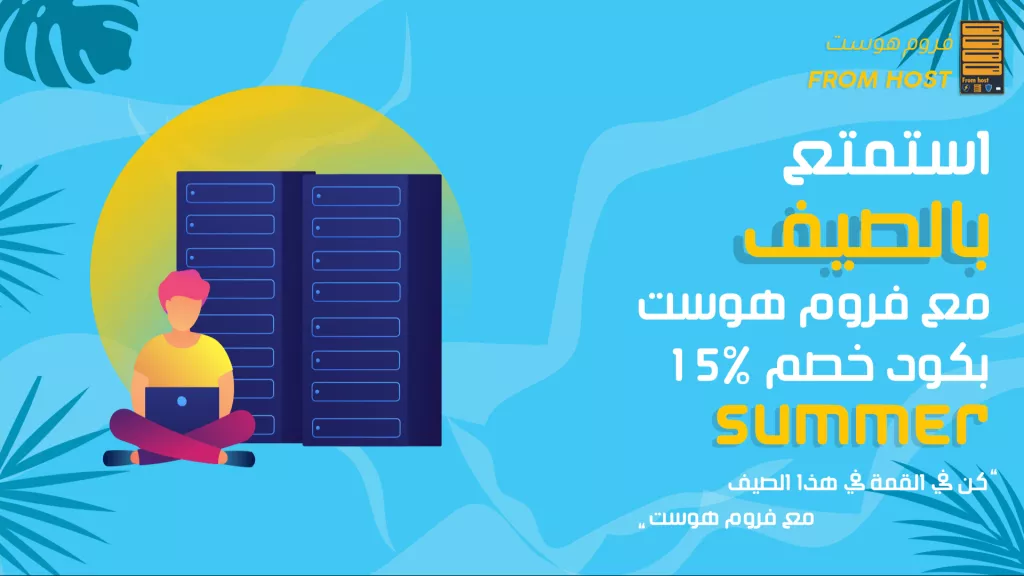 فروم هوست
FROM HOST
From host
استمتع
بالصيف
مع فروم هوست
بكود خصم 15%
summer
"كن في القمة في هذا الصيف
مع فروم هوست"